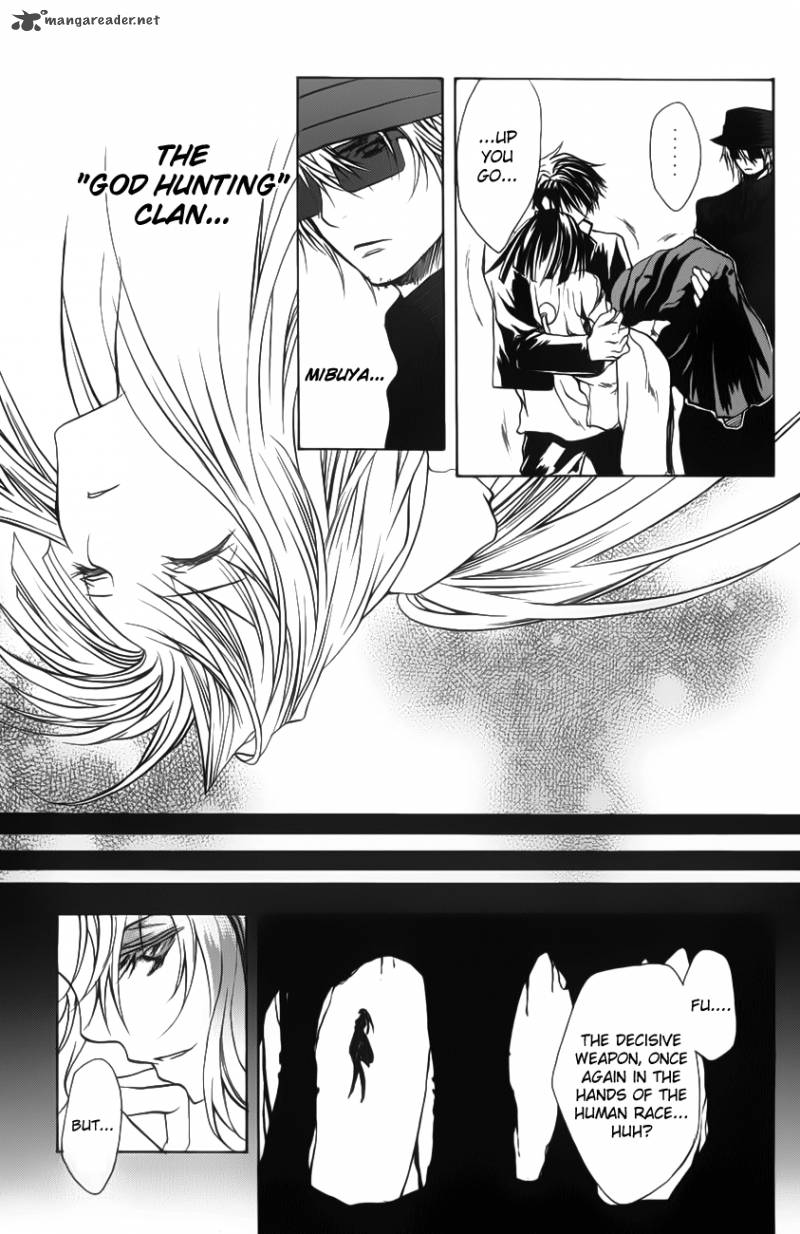 mangareader.net
........
...UP
YOU
GO...
MIBUYA...
THE
"GOD HUNTING"
CLAN...
FU....
THE DECISIVE
WEAPON, ONCE
AGAIN IN THE
HANDS OF THE
HUMAN RACE...
HUH?
BUT...